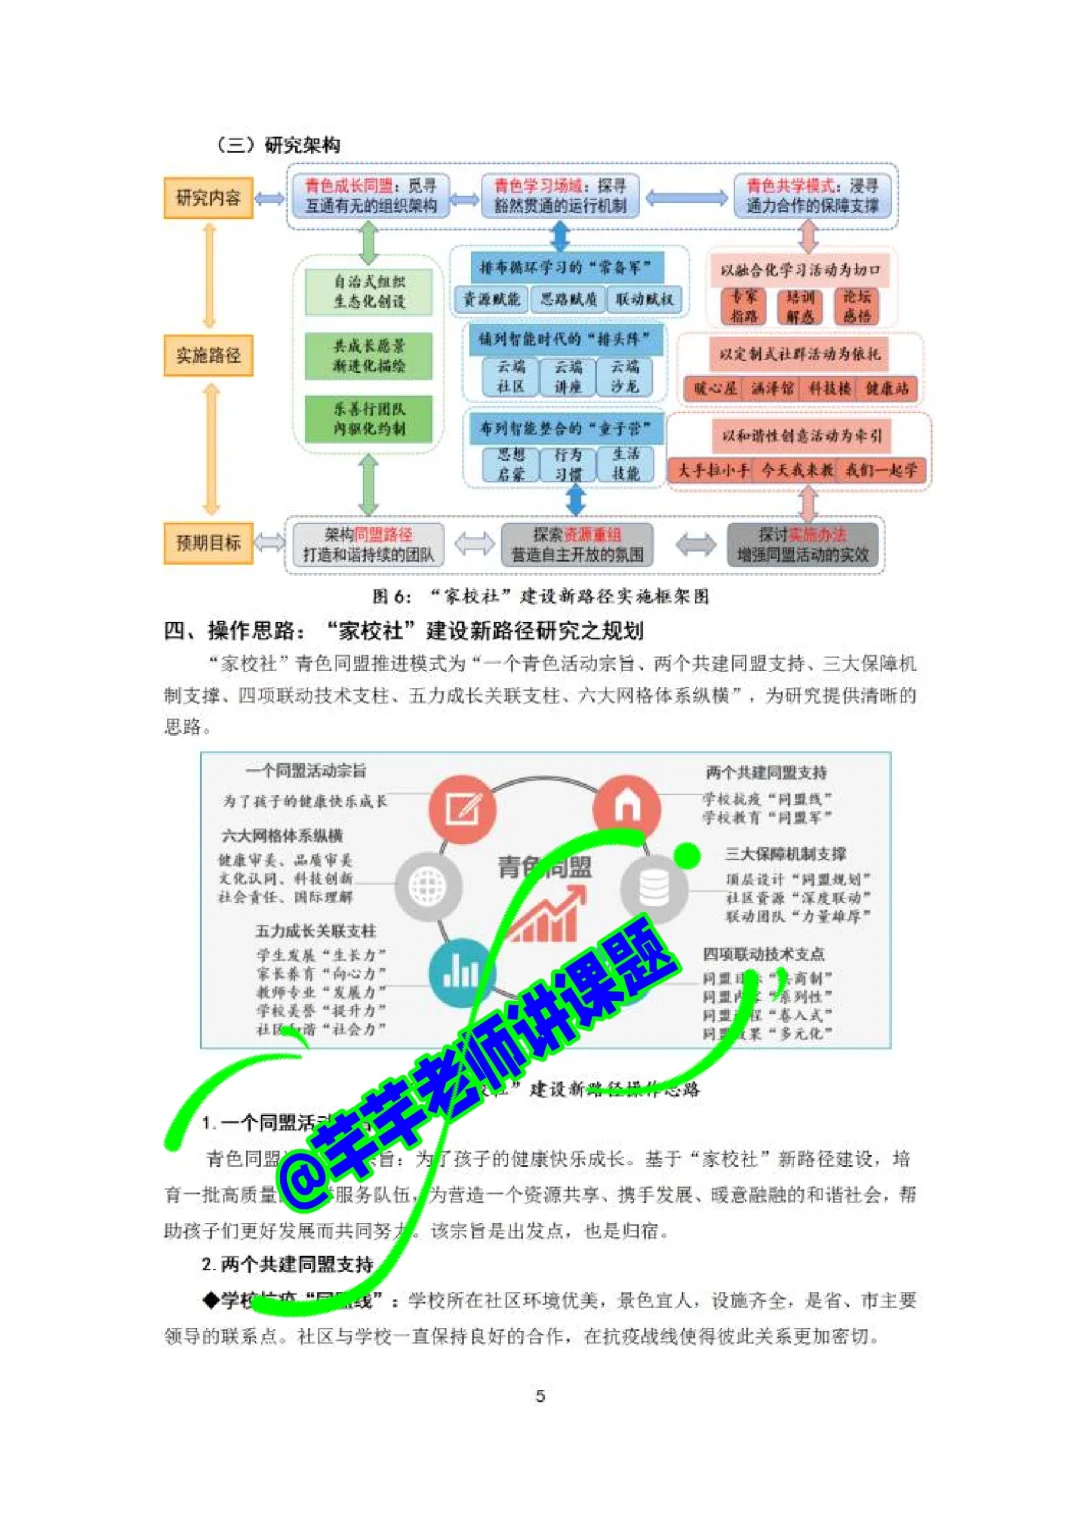 （三）研究架构
研究内容
青色成长同盟：觅寻
互通有无的组织架构
青色学习场域：探寻
豁然贯通的运行机制
青色共学模式：浸寻
通力合作的保障支撑
实施路径
自治式组织
生态化创设
共成长愿景
渐进化描绘
乐善行团队
内驱化约制
排布循环学习的“常备军”
资源赋能 思路赋质 联动赋权
铺列智能时代的“排头阵”
云端社区 云端讲座 云端沙龙
布列智能整合的“童子营”
思想启蒙 行为习惯 生活技能
以融合化学习活动为切口
专家指路 培训解惑 论坛感悟
以定制式社群活动为依托
暖心屋 涵泽馆 科技楼 健康站
以和谐性创意活动为牵引
大手拉小手 今天我来教 我们一起学
预期目标
架构同盟路径
打造和谐持续的团队
探索资源重组
营造自主开放的氛围
探讨实施办法
增强同盟活动的实效
图6：“家校社”建设新路径实施框架图
四、操作思路：“家校社”建设新路径研究之规划
“家校社”青色同盟推进模式为“一个青色活动宗旨、两个共建同盟支持、三大保障机
制支撑、四项联动技术支柱、五力成长关联支柱、六大网格体系纵横”，为研究提供清晰的
思路。
一个同盟活动宗旨
为了孩子的健康快乐成长
六大网格体系纵横
健康审美、品质审美
文化认同、科技创新
社会责任、国际理解
五力成长关联支柱
学生发展“生长力”
家长养育“向心力”
教师专业“发展力”
学校美誉“提升力”
社区和谐“社会力”
青色同盟
两个共建同盟支持
学校抗疫“同盟线”
学校教育“同盟军”
三大保障机制支撑
顶层设计“同盟规划”
社区资源“深度联动”
联动团队“力量雄厚”
四项联动技术支点
同盟目标“共商制”
同盟内容“系列性”
同盟过程“卷入式”
同盟效果“多元化”
”建设新路径操作思路
@芊芊老师讲课题
1.一个同盟活
青色同盟 旨：为了孩子的健康快乐成长。基于“家校社”新路径建设，培
育一批高质量 服务队伍，为营造一个资源共享、携手发展、暖意融融的和谐社会，帮
助孩子们更好发展而共同努力。该宗旨是出发点，也是归宿。
2.两个共建同盟支持
◆学校抗疫“同盟线”：学校所在社区环境优美，景色宜人，设施齐全，是省、市主要
领导的联系点。社区与学校一直保持良好的合作，在抗疫战线使得彼此关系更加密切。
5